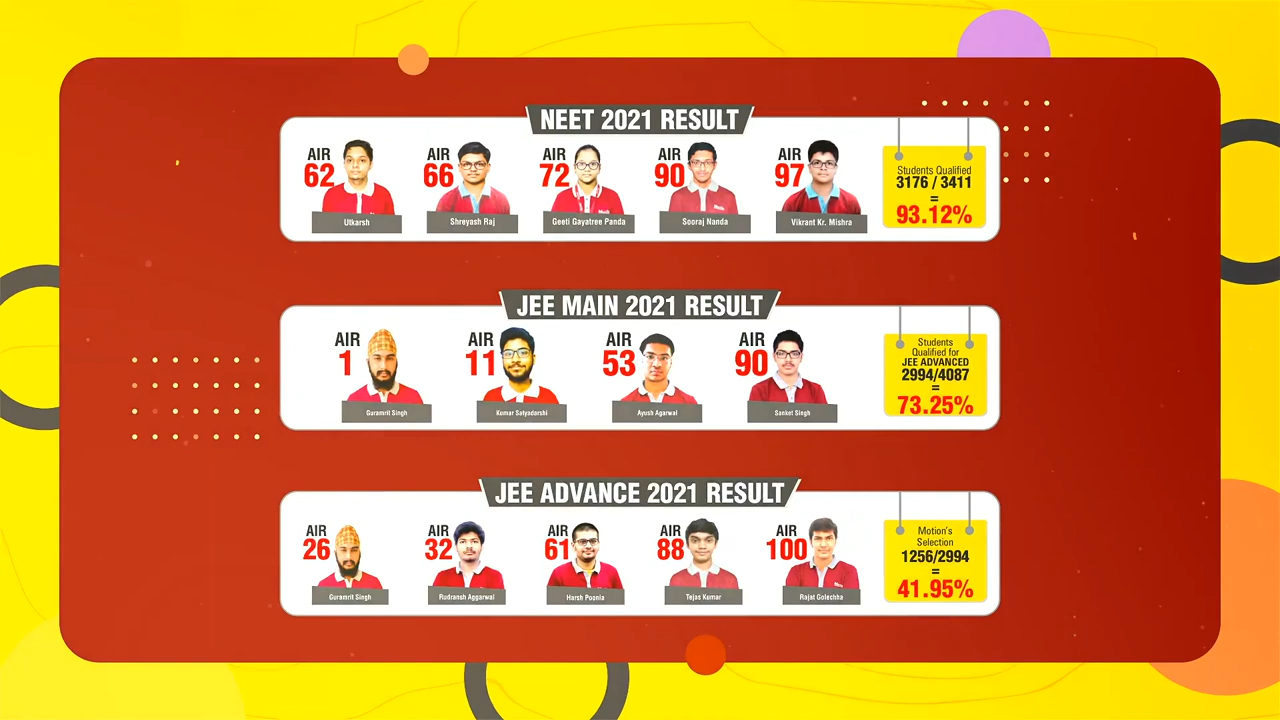 NEET 2021 RESULT
AIR
62
Utkarsh
AIR
66
Shreyash Raj
AIR
72
Geeti Gayatree Panda
AIR
90
Sooraj Nanda
AIR
97
Vikrant Kr. Mishra
Students Qualified
3176 / 3411
=
93.12%
JEE MAIN 2021 RESULT
AIR
1
Guramrit Singh
AIR
11
Kumar Satyadarshi
AIR
53
Ayush Agarwal
AIR
90
Sanket Singh
Students
Qualified for
JEE ADVANCED
2994/4087
=
73.25%
JEE ADVANCE 2021 RESULT
AIR
26
Guramrit Singh
AIR
32
Rudransh Aggarwal
AIR
61
Harsh Poonia
AIR
88
Tejas Kumar
AIR
100
Rajat Golechha
Motion's
Selection
1256/2994
=
41.95%